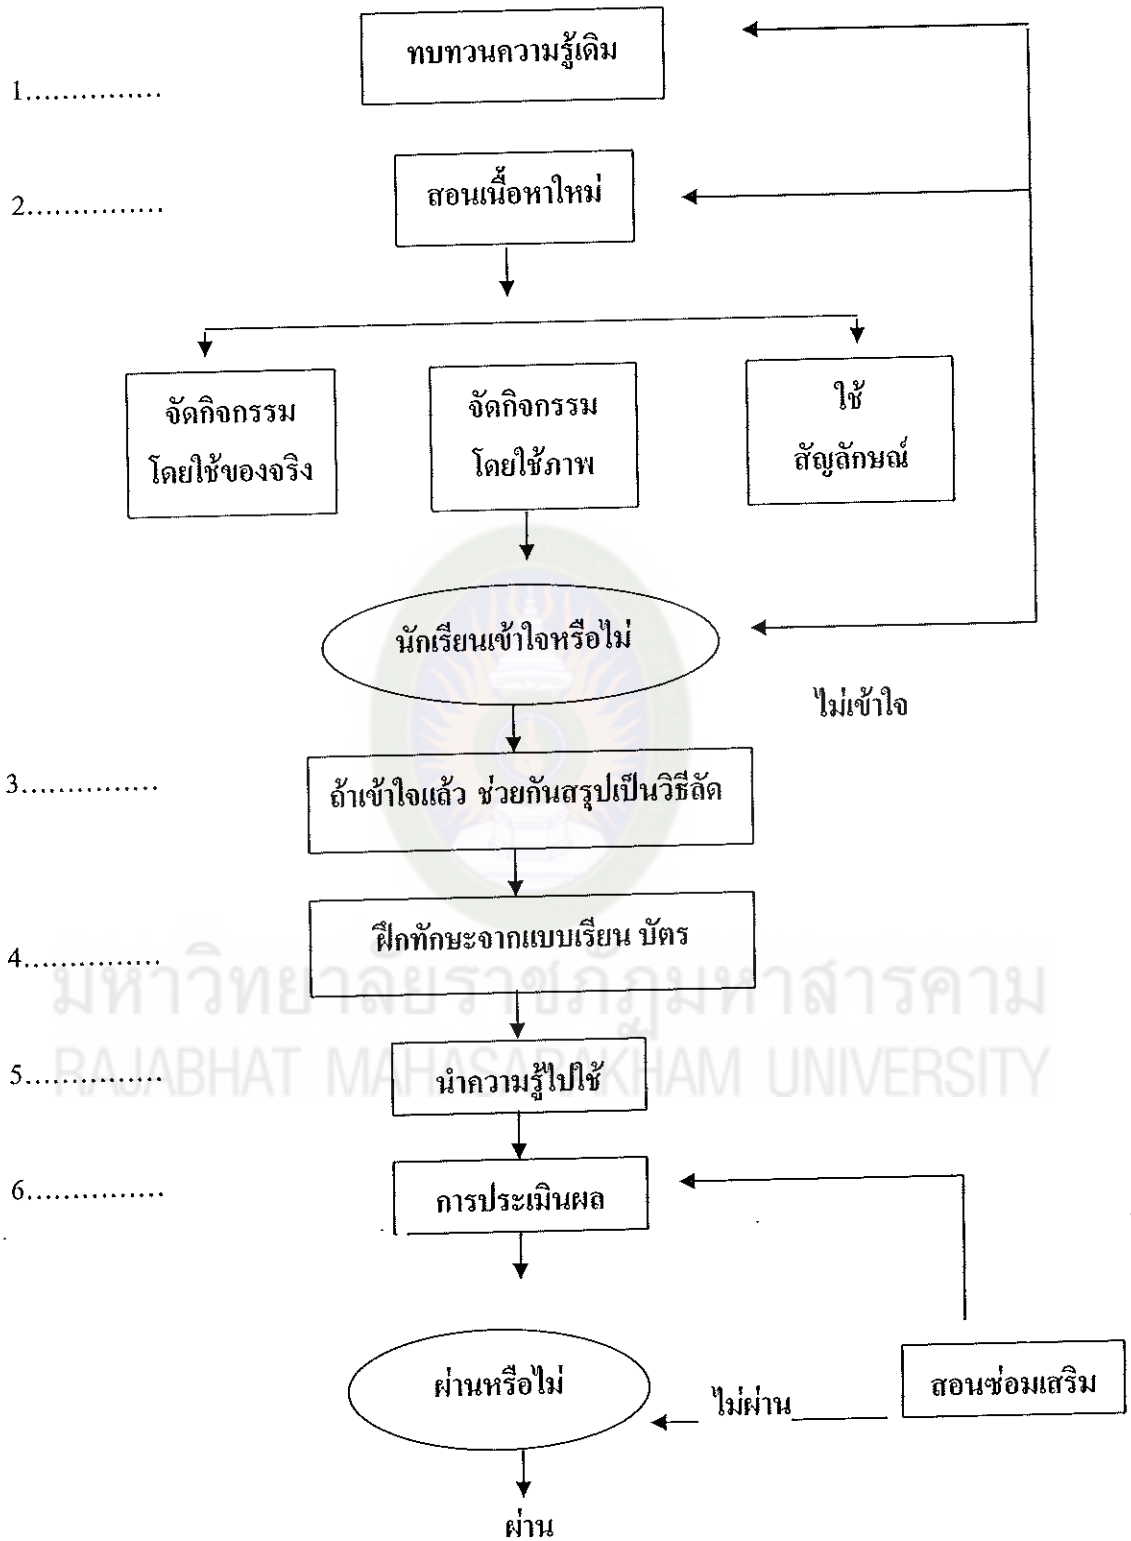 ทบทวนความรู้เดิม
1...............
สอนเนื้อหาใหม่
2...............
จัดกิจกรรม
โดยใช้ของจริง
จัดกิจกรรม
โดยใช้ภาพ
ใช้
สัญลักษณ์
นักเรียนเข้าใจหรือไม่
ไม่เข้าใจ
3...............
ถ้าเข้าใจแล้ว ช่วยกันสรุปเป็นวิธีลัด
ฝึกทักษะจากแบบเรียน บัตร
4...............
มหาวิทยาลัยราชภัฏมหาสารคาม
RAJABHAT MAHASARAKHAM UNIVERSITY
5...............
นำความรู้ไปใช้
6...............
การประเมินผล
ผ่านหรือไม่
ไม่ผ่าน
สอนซ่อมเสริม
ผ่าน